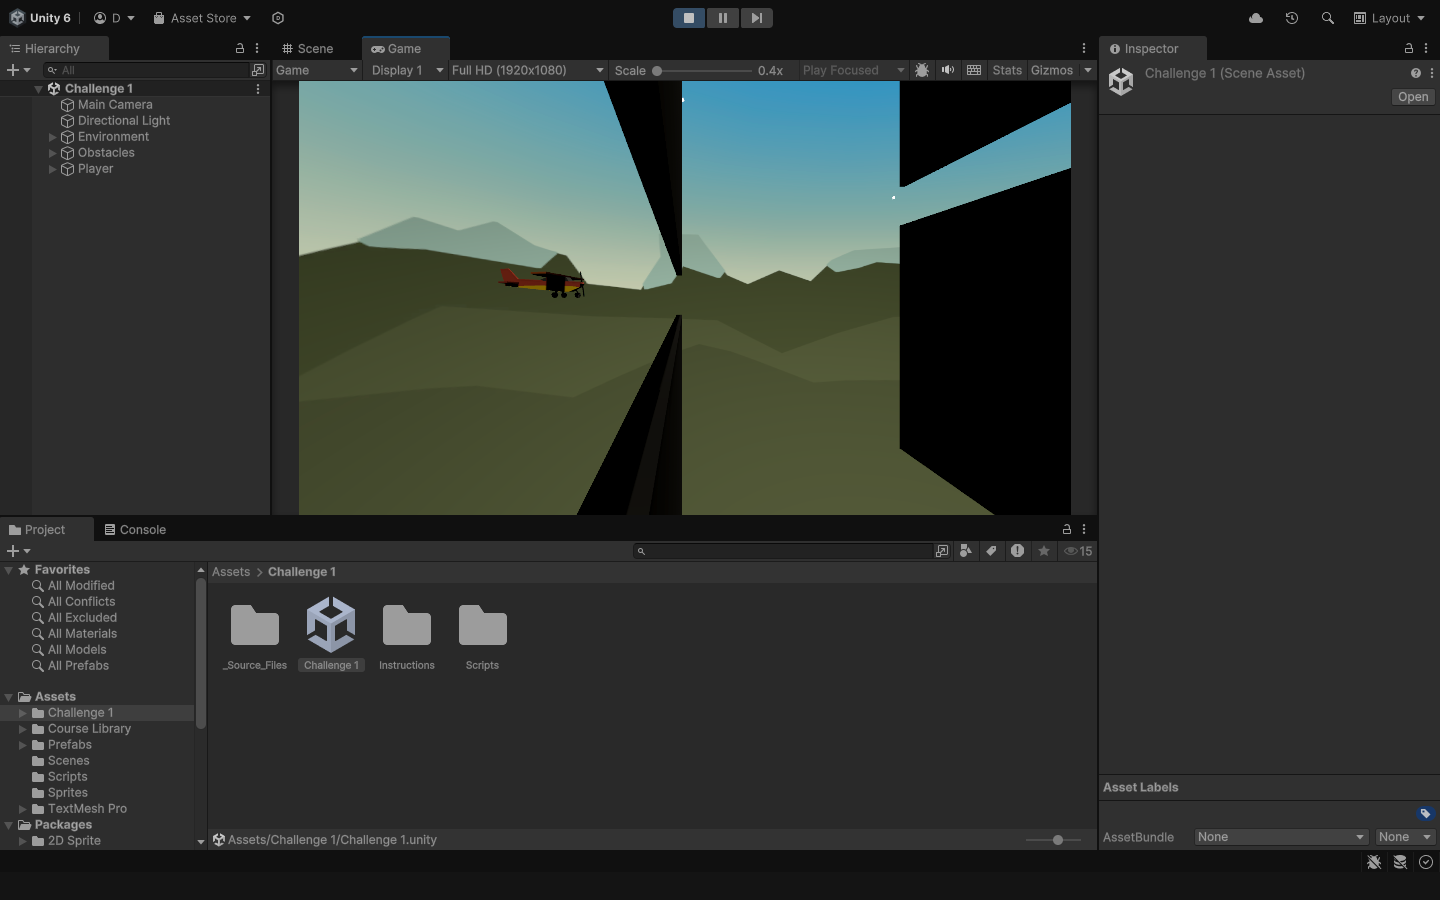 Unity 6 D Asset Store Layout
Hierarchy Scene Game Inspector
All Game Display 1 Full HD (1920x1080) Scale 0.4x Play Focused Stats Gizmos
Challenge 1 (Scene Asset)
Open
Challenge 1
Main Camera
Directional Light
Environment
Obstacles
Player
Project Console
15
Favorites
All Modified
All Conflicts
All Excluded
All Materials
All Models
All Prefabs
Assets
Challenge 1
Course Library
Prefabs
Scenes
Scripts
Sprites
TextMesh Pro
Packages
2D Sprite
Assets > Challenge 1
_Source_Files Challenge 1 Instructions Scripts
Assets/Challenge 1/Challenge 1.unity
Asset Labels
AssetBundle None None